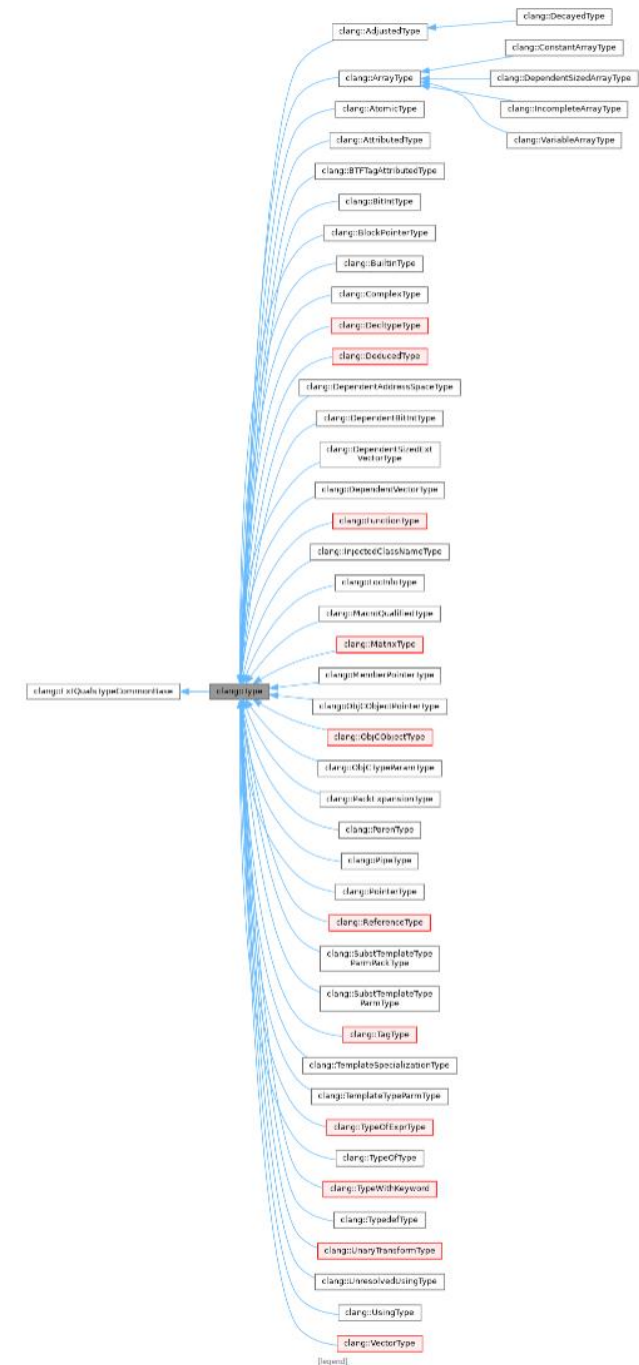 clang::AdjustedType
clang::DecayedType
clang::ArrayType
clang::ConstantArrayType
clang::DependentSizedArrayType
clang::IncompleteArrayType
clang::VariableArrayType
clang::AtomicType
clang::AttributedType
clang::BTFTagAttributedType
clang::BitIntType
clang::BlockPointerType
clang::BuiltinType
clang::ComplexType
clang::DecltypeType
clang::DeducedType
clang::DependentAddressSpaceType
clang::DependentBitIntType
clang::DependentSizedExt
VectorType
clang::DependentVectorType
clang::FunctionType
clang::InjectedClassNameType
clang::LocInfoType
clang::MacroQualifiedType
clang::MatrixType
clang::MemberPointerType
clang::ExtQualsTypeCommonBase
clang::Type
clang::ObjCObjectPointerType
clang::ObjCObjectType
clang::ObjCTypeParamType
clang::PackExpansionType
clang::ParenType
clang::PipeType
clang::PointerType
clang::ReferenceType
clang::SubstTemplateType
ParmPackType
clang::SubstTemplateType
ParmType
clang::TagType
clang::TemplateSpecializationType
clang::TemplateTypeParmType
clang::TypeOfExprType
clang::TypeOfType
clang::TypeWithKeyword
clang::TypedefType
clang::UnaryTransformType
clang::UnresolvedUsingType
clang::UsingType
clang::VectorType
[legend]